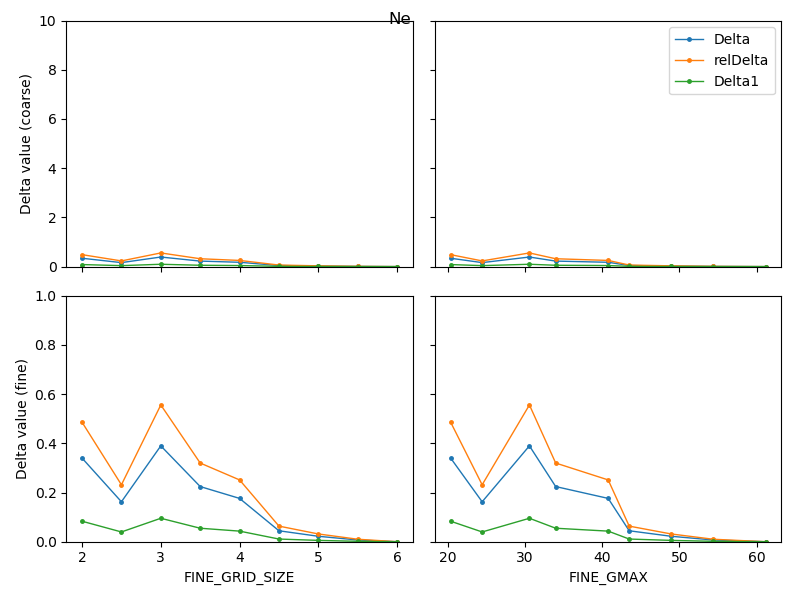 Ne
10
8
6
4
2
0
Delta value (coarse)
Delta
relDelta
Delta1
1.0
0.8
0.6
0.4
0.2
0.0
Delta value (fine)
2 3 4 5 6
FINE_GRID_SIZE
20 30 40 50 60
FINE_GMAX